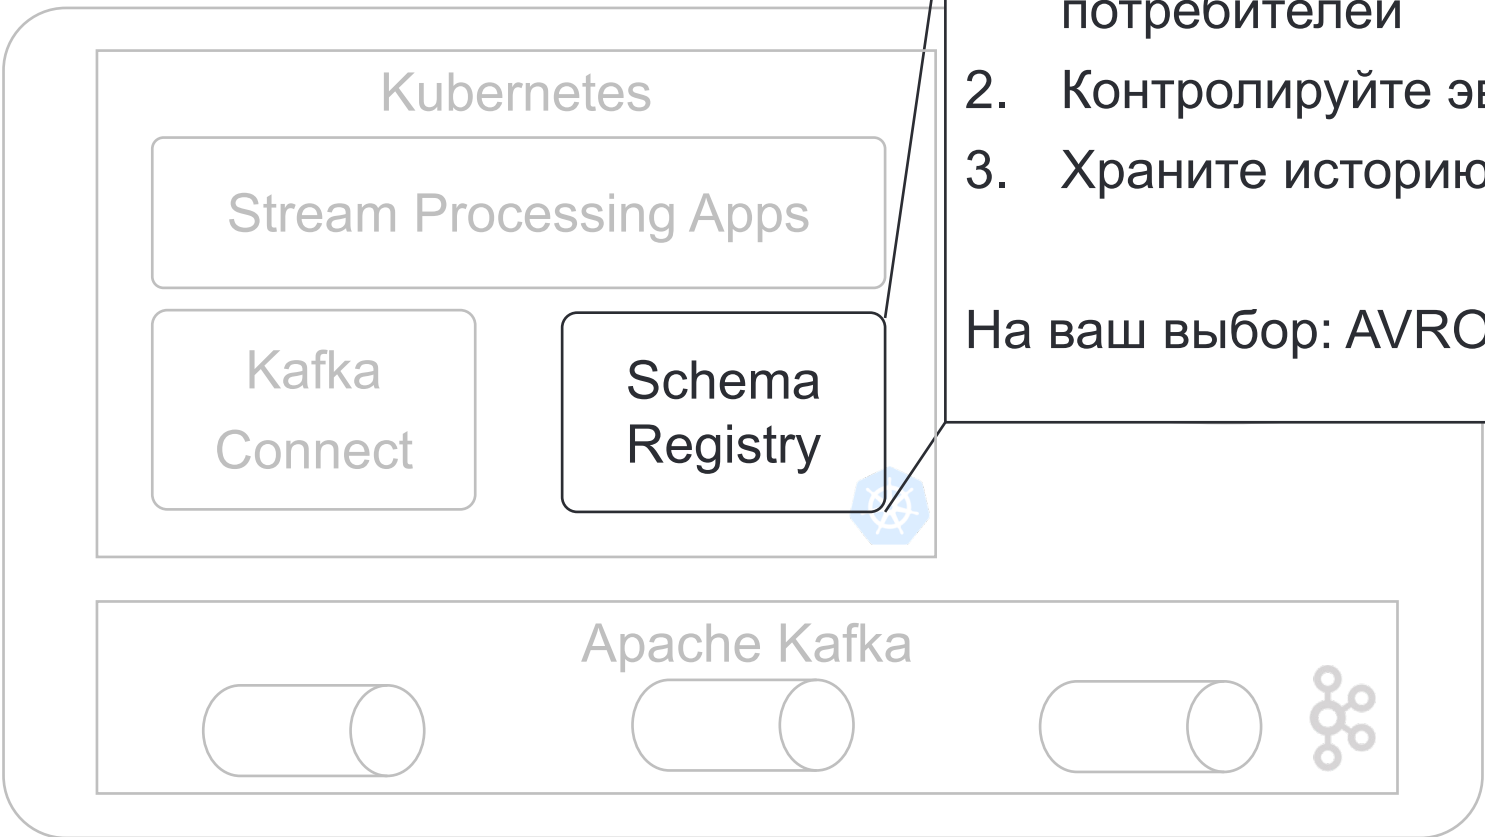 потребителей
2. Контролируйте
3. Храните историю
На ваш выбор: AVRO
Kubernetes
Stream Processing Apps
Kafka
Connect
Schema
Registry
Apache Kafka